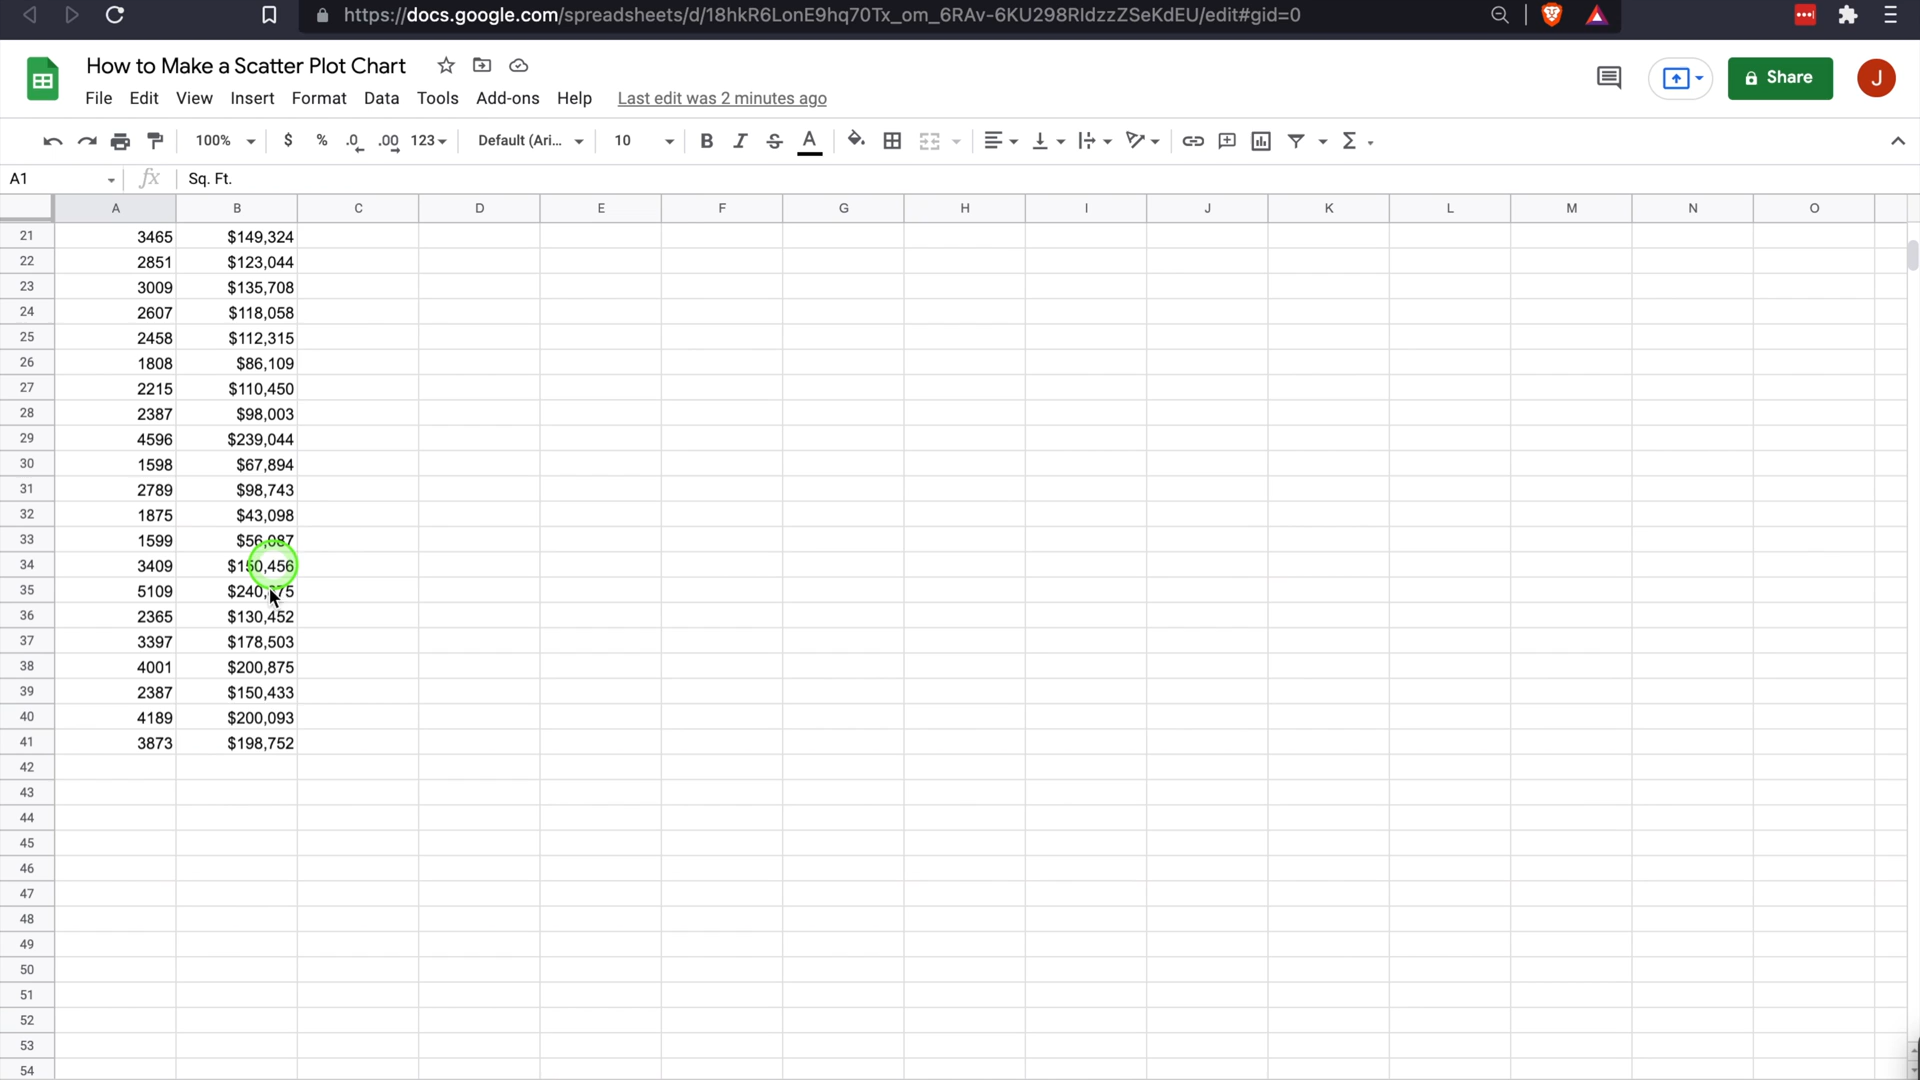 https://docs.google.com/spreadsheets/d/18hkR6LonE9hq70Tx_om_6RAv-6KU298RIdzzZSeKdEU/edit#gid=0
How to Make a Scatter Plot Chart
File Edit View Insert Format Data Tools Add-ons Help Last edit was 2 minutes ago
Share
J
100% $ % .0 .00 123 Default (Ari... 10 B I S A Σ
A1 fx Sq. Ft.
A B C D E F G H I J K L M N O
21 3465 $149,324
22 2851 $123,044
23 3009 $135,708
24 2607 $118,058
25 2458 $112,315
26 1808 $86,109
27 2215 $110,450
28 2387 $98,003
29 4596 $239,044
30 1598 $67,894
31 2789 $98,743
32 1875 $43,098
33 1599 $56,087
34 3409 $150,456
35 5109
36 2365 $130,452
37 3397 $178,503
38 4001 $200,875
39 2387 $150,433
40 4189 $200,093
41 3873 $198,752
42
43
44
45
46
47
48
49
50
51
52
53
54